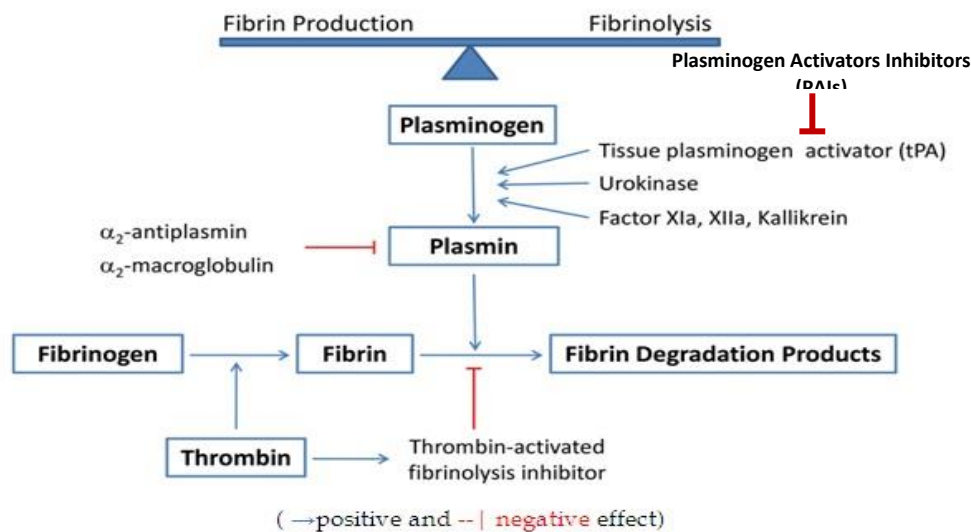 Fibrin Production
Fibrinolysis
Plasminogen Activators Inhibitors
(PAIs)
Plasminogen
Tissue plasminogen activator (tPA)
Urokinase
Factor XIa, XIIa, Kallikrein
α₂-antiplasmin
α₂-macroglobulin
Plasmin
Fibrinogen
Fibrin
Fibrin Degradation Products
Thrombin
Thrombin-activated
fibrinolysis inhibitor
( →positive and --| negative effect)